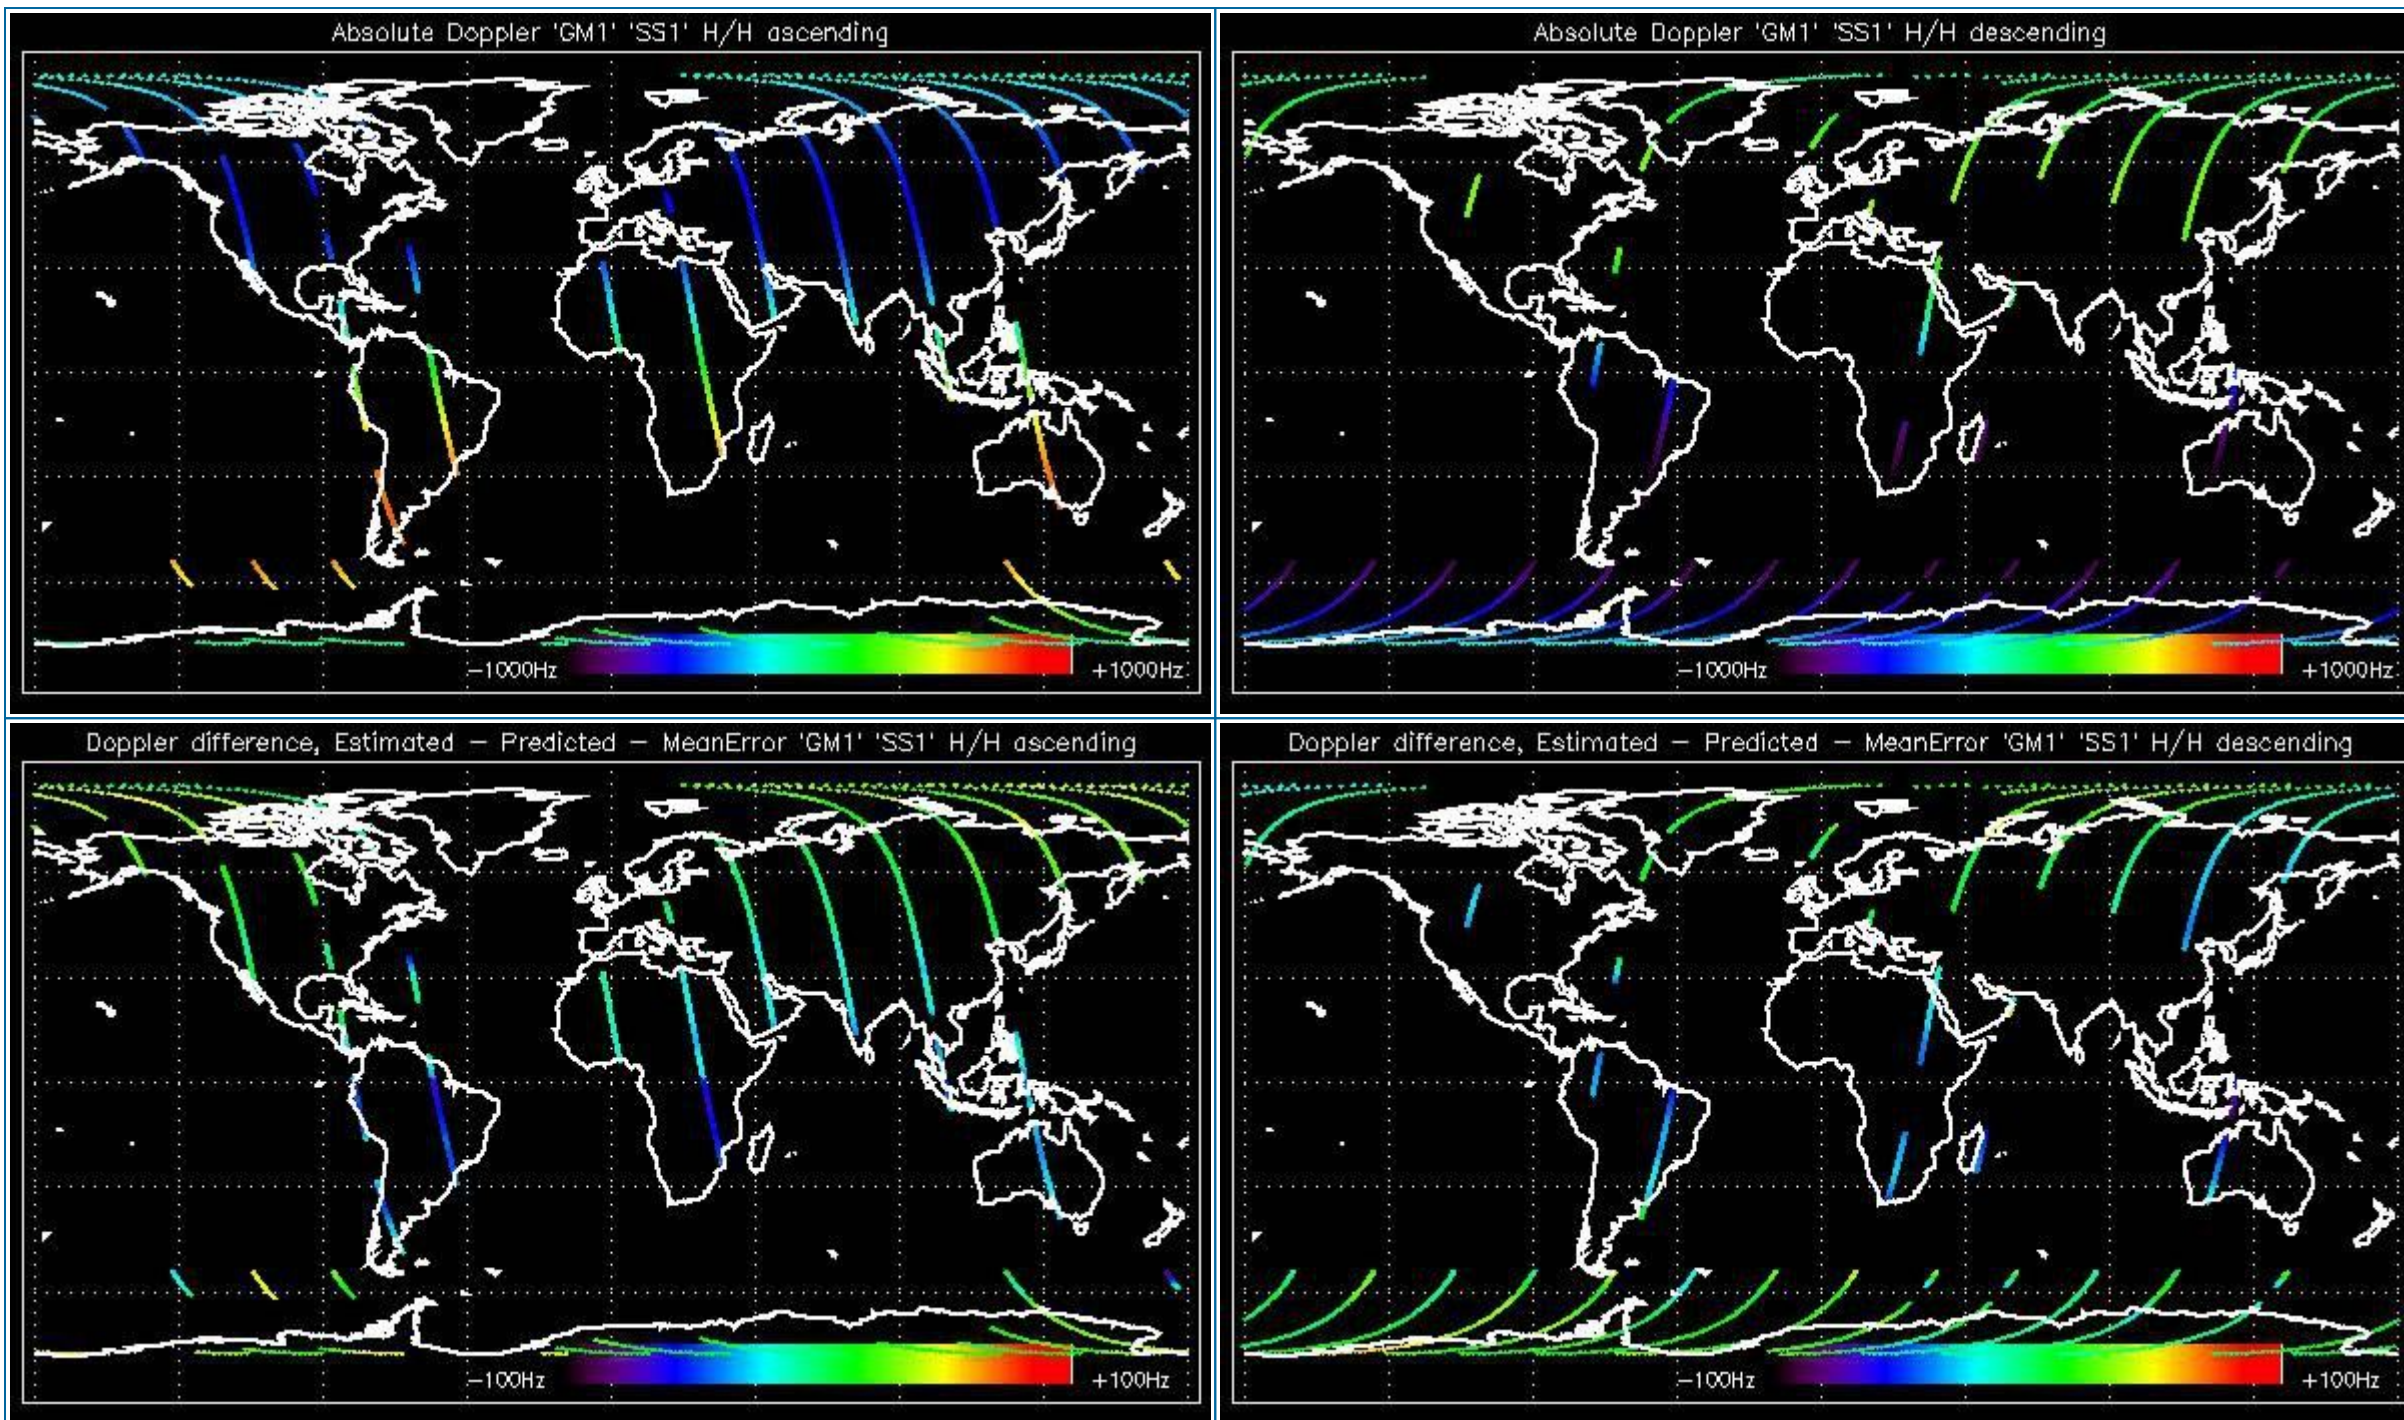 Absolute Doppler 'GM1' 'SS1' H/H ascending
-1000Hz
+1000Hz
Absolute Doppler 'GM1' 'SS1' H/H descending
-1000Hz
+1000Hz
Doppler difference, Estimated - Predicted - MeanError 'GM1' 'SS1' H/H ascending
-100Hz
+100Hz
Doppler difference, Estimated - Predicted - MeanError 'GM1' 'SS1' H/H descending
-100Hz
+100Hz